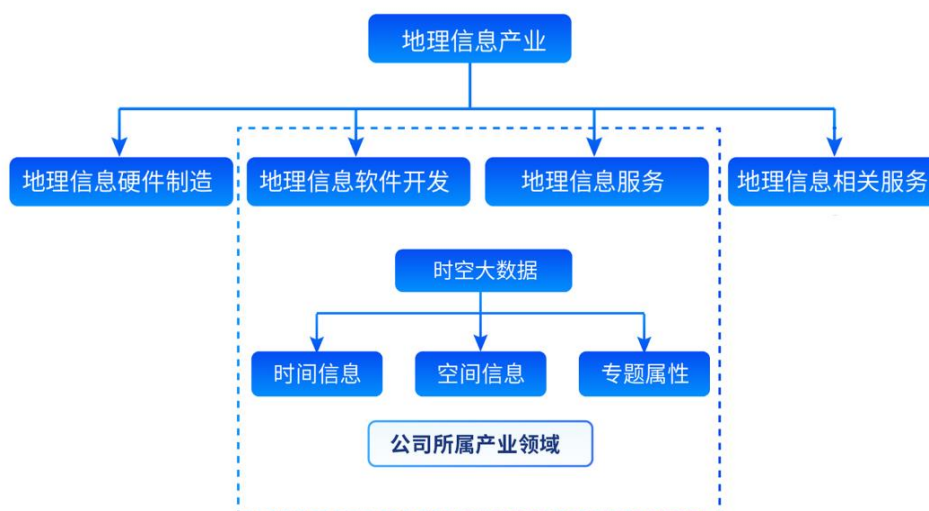 地理信息产业
地理信息硬件制造
地理信息软件开发
地理信息服务
地理信息相关服务
时空大数据
时间信息
空间信息
专题属性
公司所属产业领域